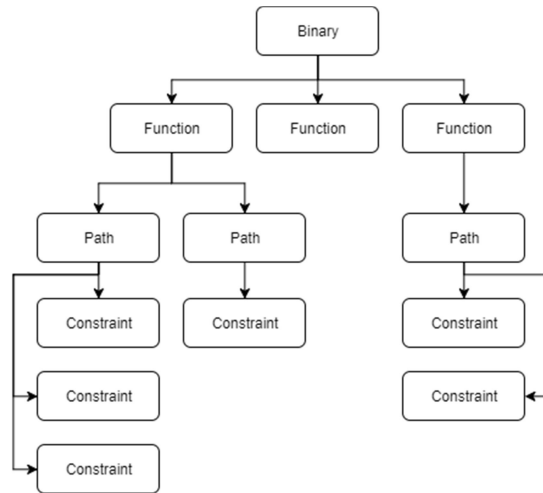 Binary
Function Function Function
Path Path Path
Constraint Constraint Constraint
Constraint Constraint
Constraint